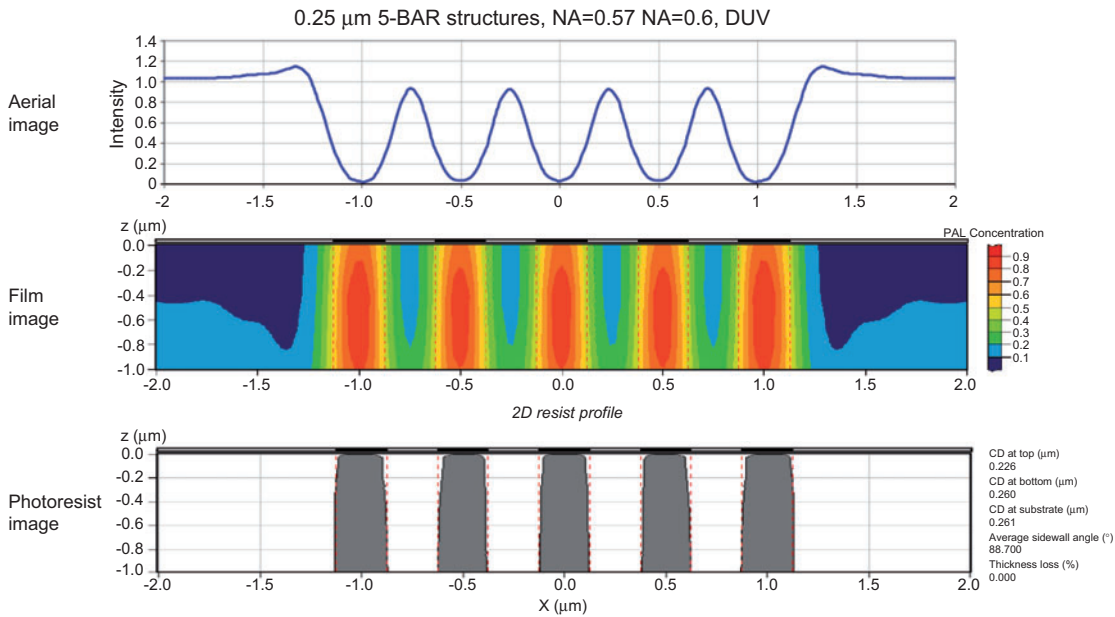 0.25 μm 5-BAR structures, NA=0.57 NA=0.6, DUV
Aerial
image
Intensity
1.4
1.2
1.0
0.8
0.6
0.4
0.2
0
-2 -1.5 -1.0 -0.5 0 0.5 1 1.5 2
Film
image
z (μm)
0.0
-0.2
-0.4
-0.6
-0.8
-1.0
-2.0 -1.5 -1.0 -0.5 0.0 0.5 1.0 1.5 2.0
PAL Concentration
0.9
0.8
0.7
0.6
0.5
0.4
0.3
0.2
0.1
2D resist profile
Photoresist
image
z (μm)
0.0
-0.2
-0.4
-0.6
-0.8
-1.0
-2.0 -1.5 -1.0 -0.5 0.0 0.5 1.0 1.5 2.0
X (μm)
CD at top (μm)
0.226
CD at bottom (μm)
0.260
CD at substrate (μm)
0.261
Average sidewall angle (°)
88.700
Thickness loss (%)
0.000